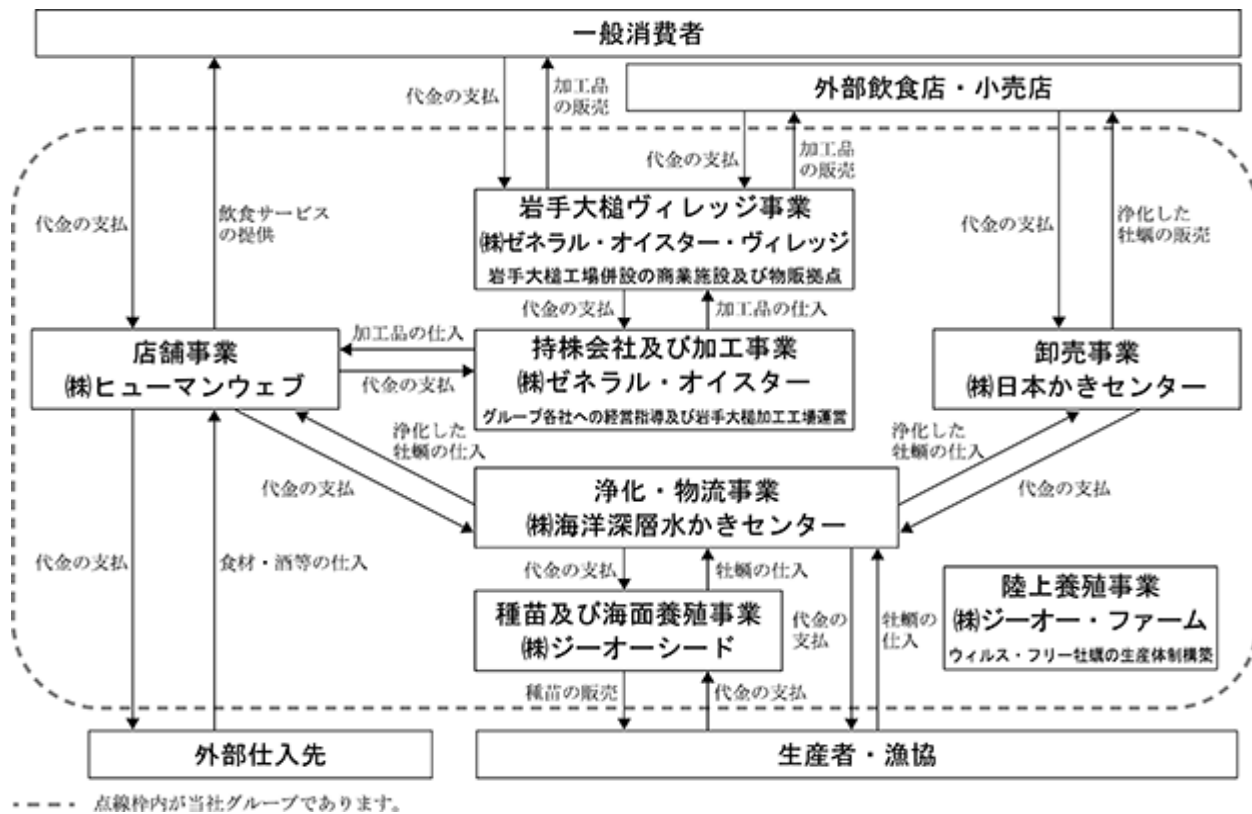 一般消費者
外部飲食店・小売店
代金の支払
加工品
の販売
代金の支払
加工品
の販売
代金の支払
飲食サービス
の提供
岩手大槌ヴィレッジ事業
㈱ゼネラル・オイスター・ヴィレッジ
岩手大槌工場併設の商業施設及び物販拠点
代金の支払
浄化した
牡蠣の販売
代金の支払
加工品の仕入
店舗事業
㈱ヒューマンウェブ
加工品の仕入
代金の支払
持株会社及び加工事業
㈱ゼネラル・オイスター
グループ各社への経営指導及び岩手大槌加工工場運営
卸売事業
㈱日本かきセンター
浄化した
牡蠣の仕入
代金の支払
浄化・物流事業
㈱海洋深層水かきセンター
浄化した
牡蠣の仕入
代金の支払
代金の支払
食材・酒等の仕入
代金の支払
牡蠣の仕入
種苗及び海面養殖事業
㈱ジーオーシード
代金の
支払
牡蠣の
仕入
陸上養殖事業
㈱ジーオー・ファーム
ウィルス・フリー牡蠣の生産体制構築
種苗の販売
代金の支払
外部仕入先
生産者・漁協
点線枠内が当社グループであります。